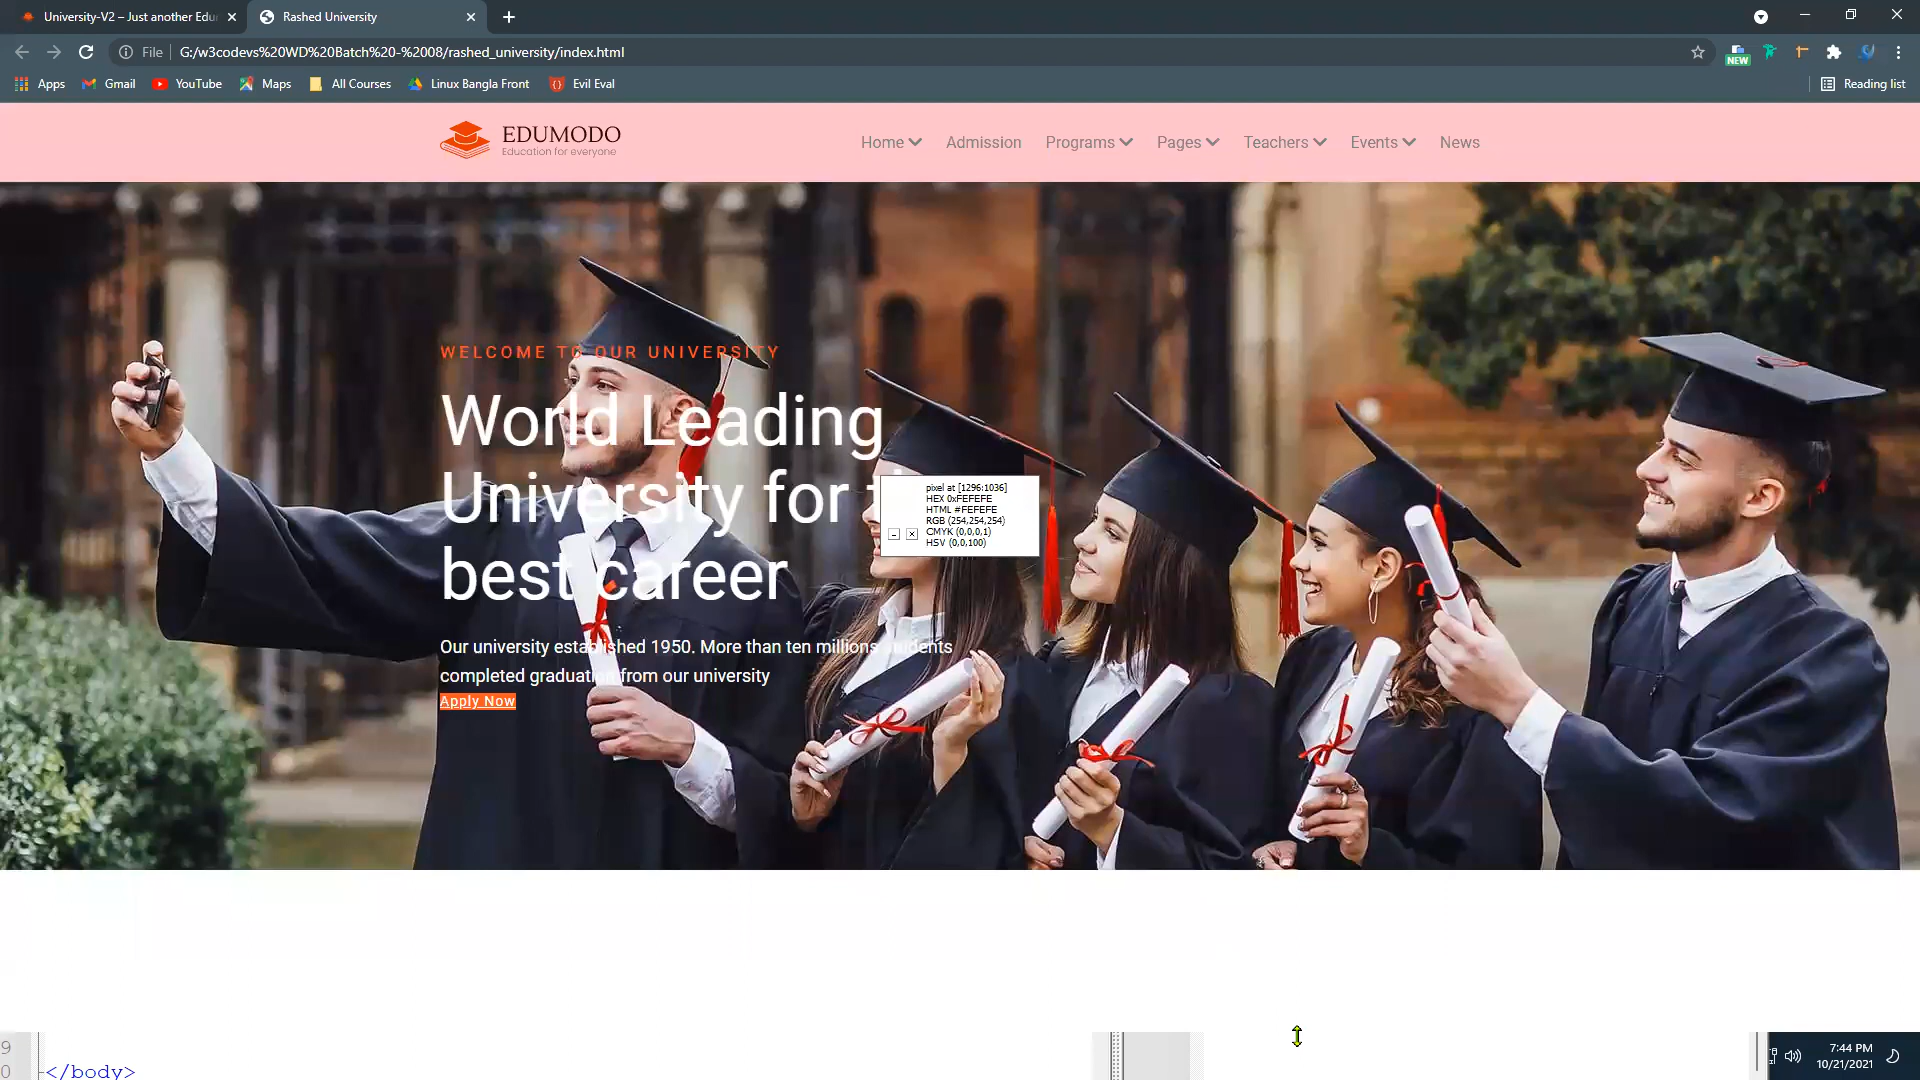 University-V2 – Just another Edu
Rashed University
File
G:/w3codevs%20WD%20Batch%20-%2008/rashed_university/index.html
NEW
Apps
Gmail
YouTube
Maps
All Courses
Linux Bangla Front
Evil Eval
Reading list
EDUMODO
Education for everyone
Home
Admission
Programs
Pages
Teachers
Events
News
WELCOME TO OUR UNIVERSITY
World Leading
University for
best career
pixel at [1296:1036]
HEX 0xFEFEFE
HTML #FEFEFE
RGB (254,254,254)
CMYK (0,0,0,1)
HSV (0,0,100)
Our university established 1950. More than ten millions students
completed graduation from our university
Apply Now
9
0
</body>
7:44 PM
10/21/2021